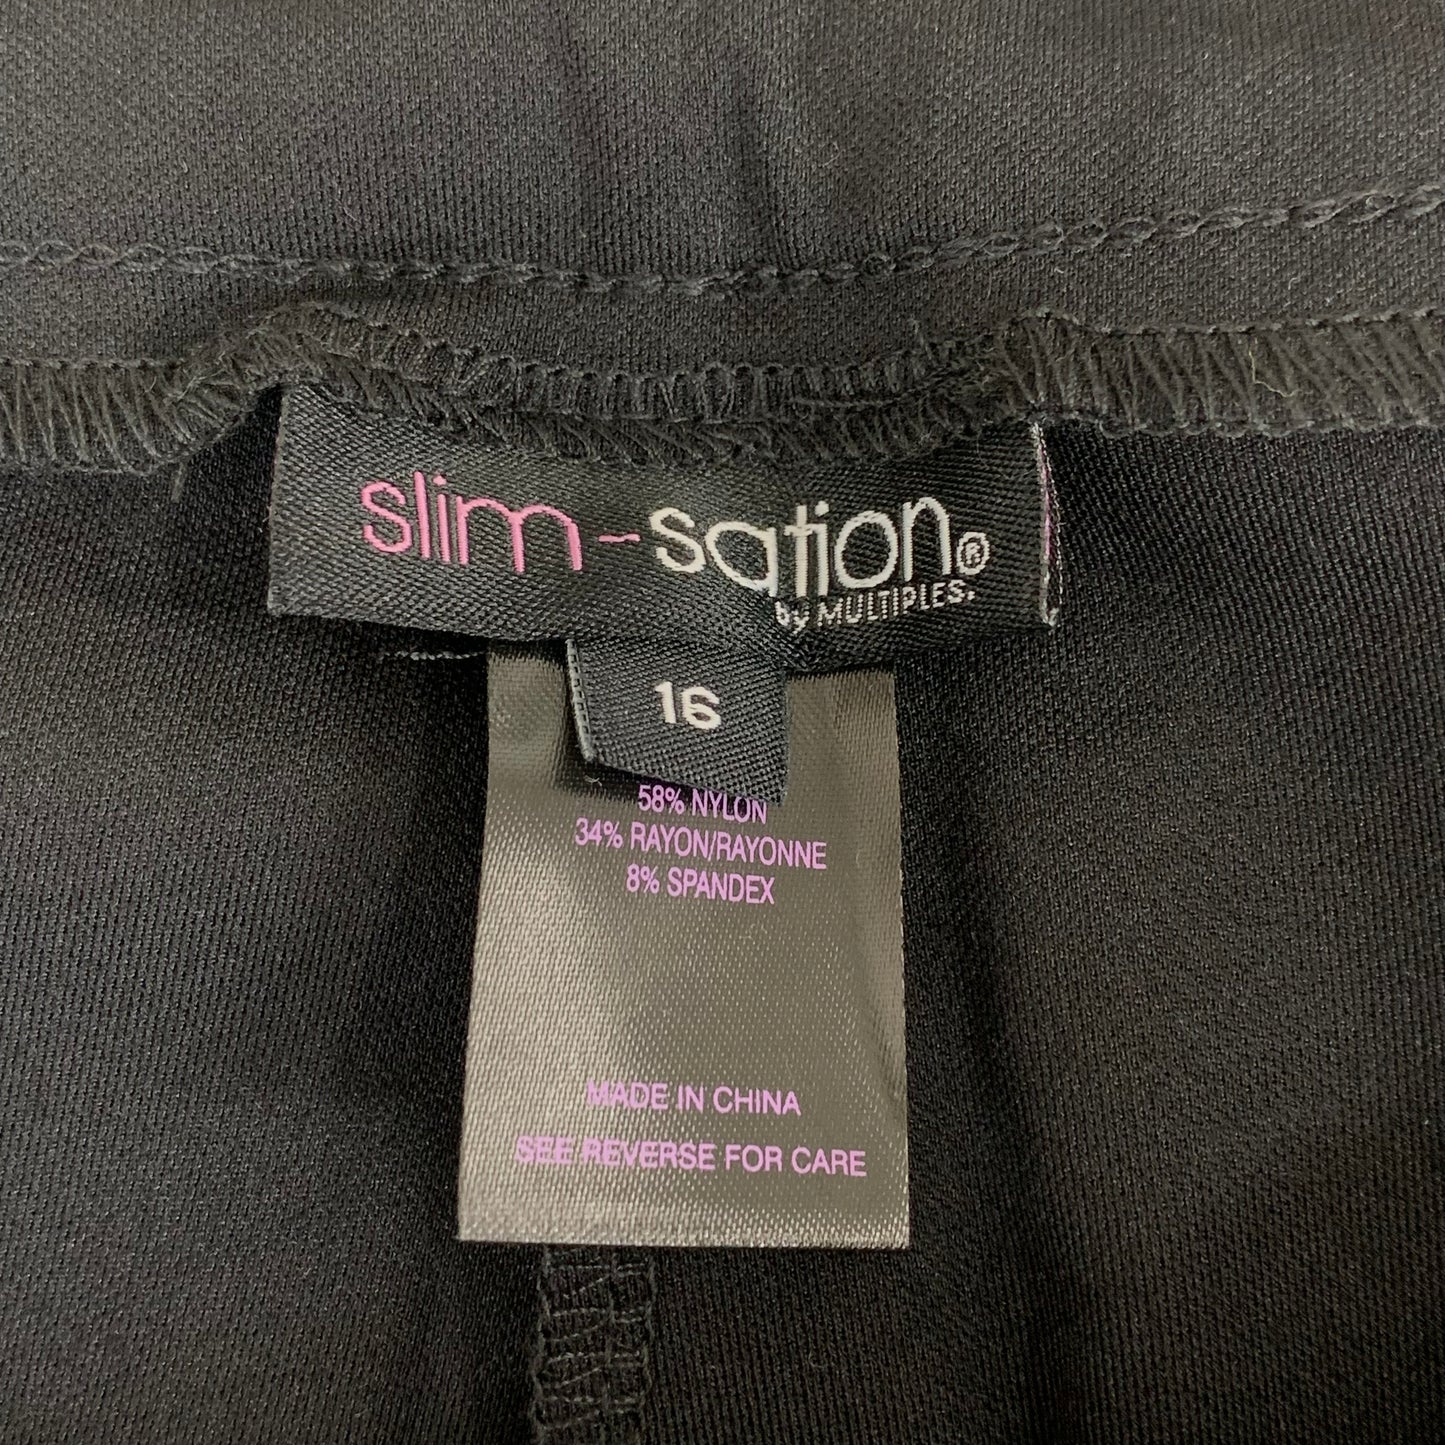 slim-sation®
by MULTIPLES.
16
58% NYLON
34% RAYON/RAYONNE
8% SPANDEX
MADE IN CHINA
SEE REVERSE FOR CARE